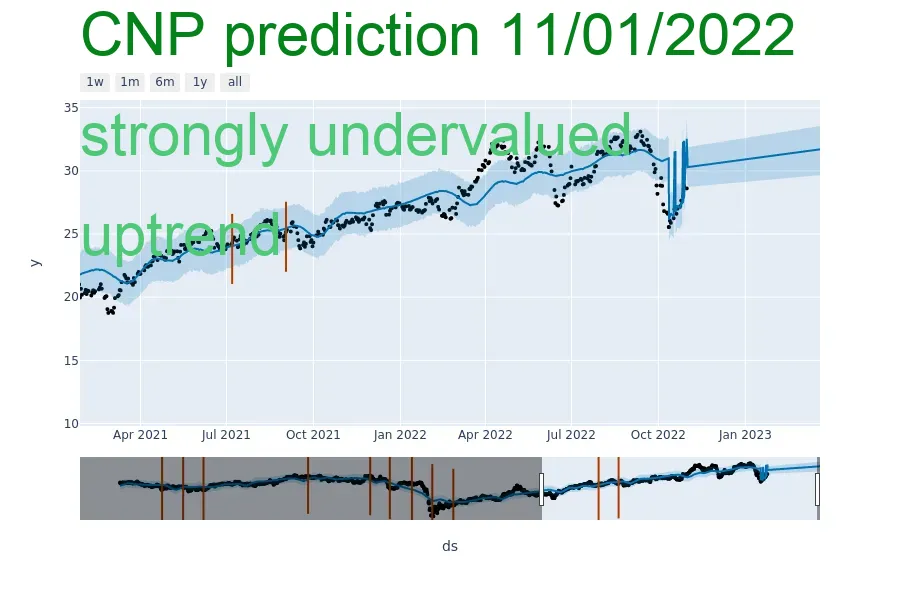 CNP prediction 11/01/2022
1w 1m 6m 1y all
strongly undervalued
uptrend
35
30
25
20
15
10
y
Apr 2021 Jul 2021 Oct 2021 Jan 2022 Apr 2022 Jul 2022 Oct 2022 Jan 2023
ds